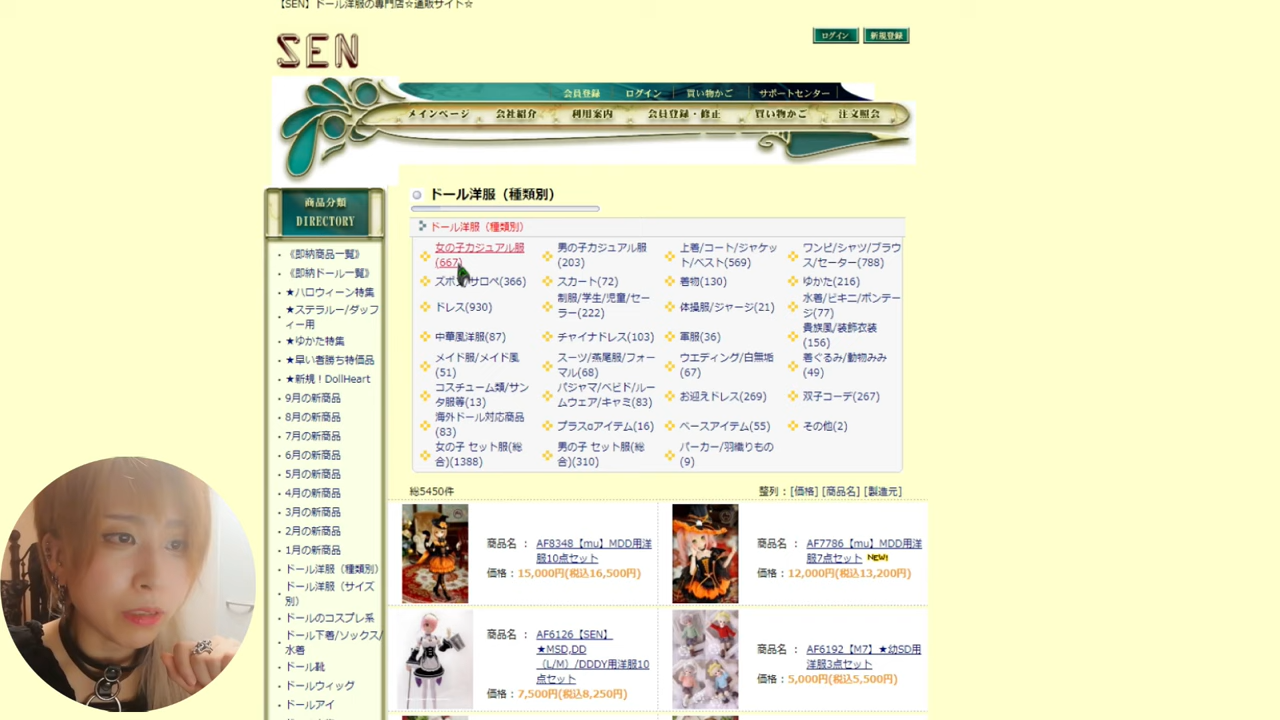 【SEN】ドール洋服の専門店☆通販サイト☆
SEN
ログイン 新規登録
会員登録 ログイン 買い物かご サポートセンター
メインページ 会社紹介 利用案内 会員登録・修正 買い物かご 注文照会
商品分類
DIRECTORY
・《即納商品一覧》
・《即納ドール一覧》
・★ハロウィーン特集
・★ステラルー/ダッフィー用
・★ゆかた特集
・★早い者勝ち特価品
・★新規！DollHeart
・9月の新商品
・8月の新商品
・7月の新商品
・6月の新商品
・5月の新商品
・4月の新商品
・3月の新商品
・2月の新商品
・1月の新商品
・ドール洋服（種類別）
・ドール洋服（サイズ別）
・ドールのコスプレ系
・ドール下着/ソックス/水着
・ドール靴
・ドールウィッグ
・ドールアイ
ドール洋服（種類別）
ドール洋服（種類別）
女の子カジュアル服(667) 男の子カジュアル服(203) 上着/コート/ジャケット/ベスト(569) ワンピ/シャツ/ブラウス/セーター(788)
サロペ(366) スカート(72) 着物(130) ゆかた(216)
ドレス(930) 制服/学生/児童/セーラー(222) 体操服/ジャージ(21) 水着/ビキニ/ボンテージ(77)
中華風洋服(87) チャイナドレス(103) 軍服(36) 貴族風/装飾衣装(156)
メイド服/メイド風(51) スーツ/燕尾服/フォーマル(68) ウエディング/白無垢(67) 着ぐるみ/動物みみ(49)
コスチューム類/サンタ服等(13) パジャマ/ベビド/ルームウェア/キャミ(83) お迎えドレス(269) 双子コーデ(267)
海外ドール対応商品(83) プラスαアイテム(16) ベースアイテム(55) その他(2)
女の子 セット服(総合)(1388) 男の子 セット服(総合)(310) パーカー/羽織りもの(9)
総5450件 整列 : [価格] [商品名] [製造元]
商品名 ： AF8348【mu】MDD用洋服10点セット
価格 : 15,000円(税込16,500円)
商品名 ： AF7786【mu】MDD用洋服7点セット NEW!
価格 : 12,000円(税込13,200円)
商品名 ： AF6126【SEN】★MSD,DD（L/M）/DDDY用洋服10点セット
価格 : 7,500円(税込8,250円)
商品名 ： AF6192【M7】★幼SD用洋服3点セット
価格 : 5,000円(税込5,500円)